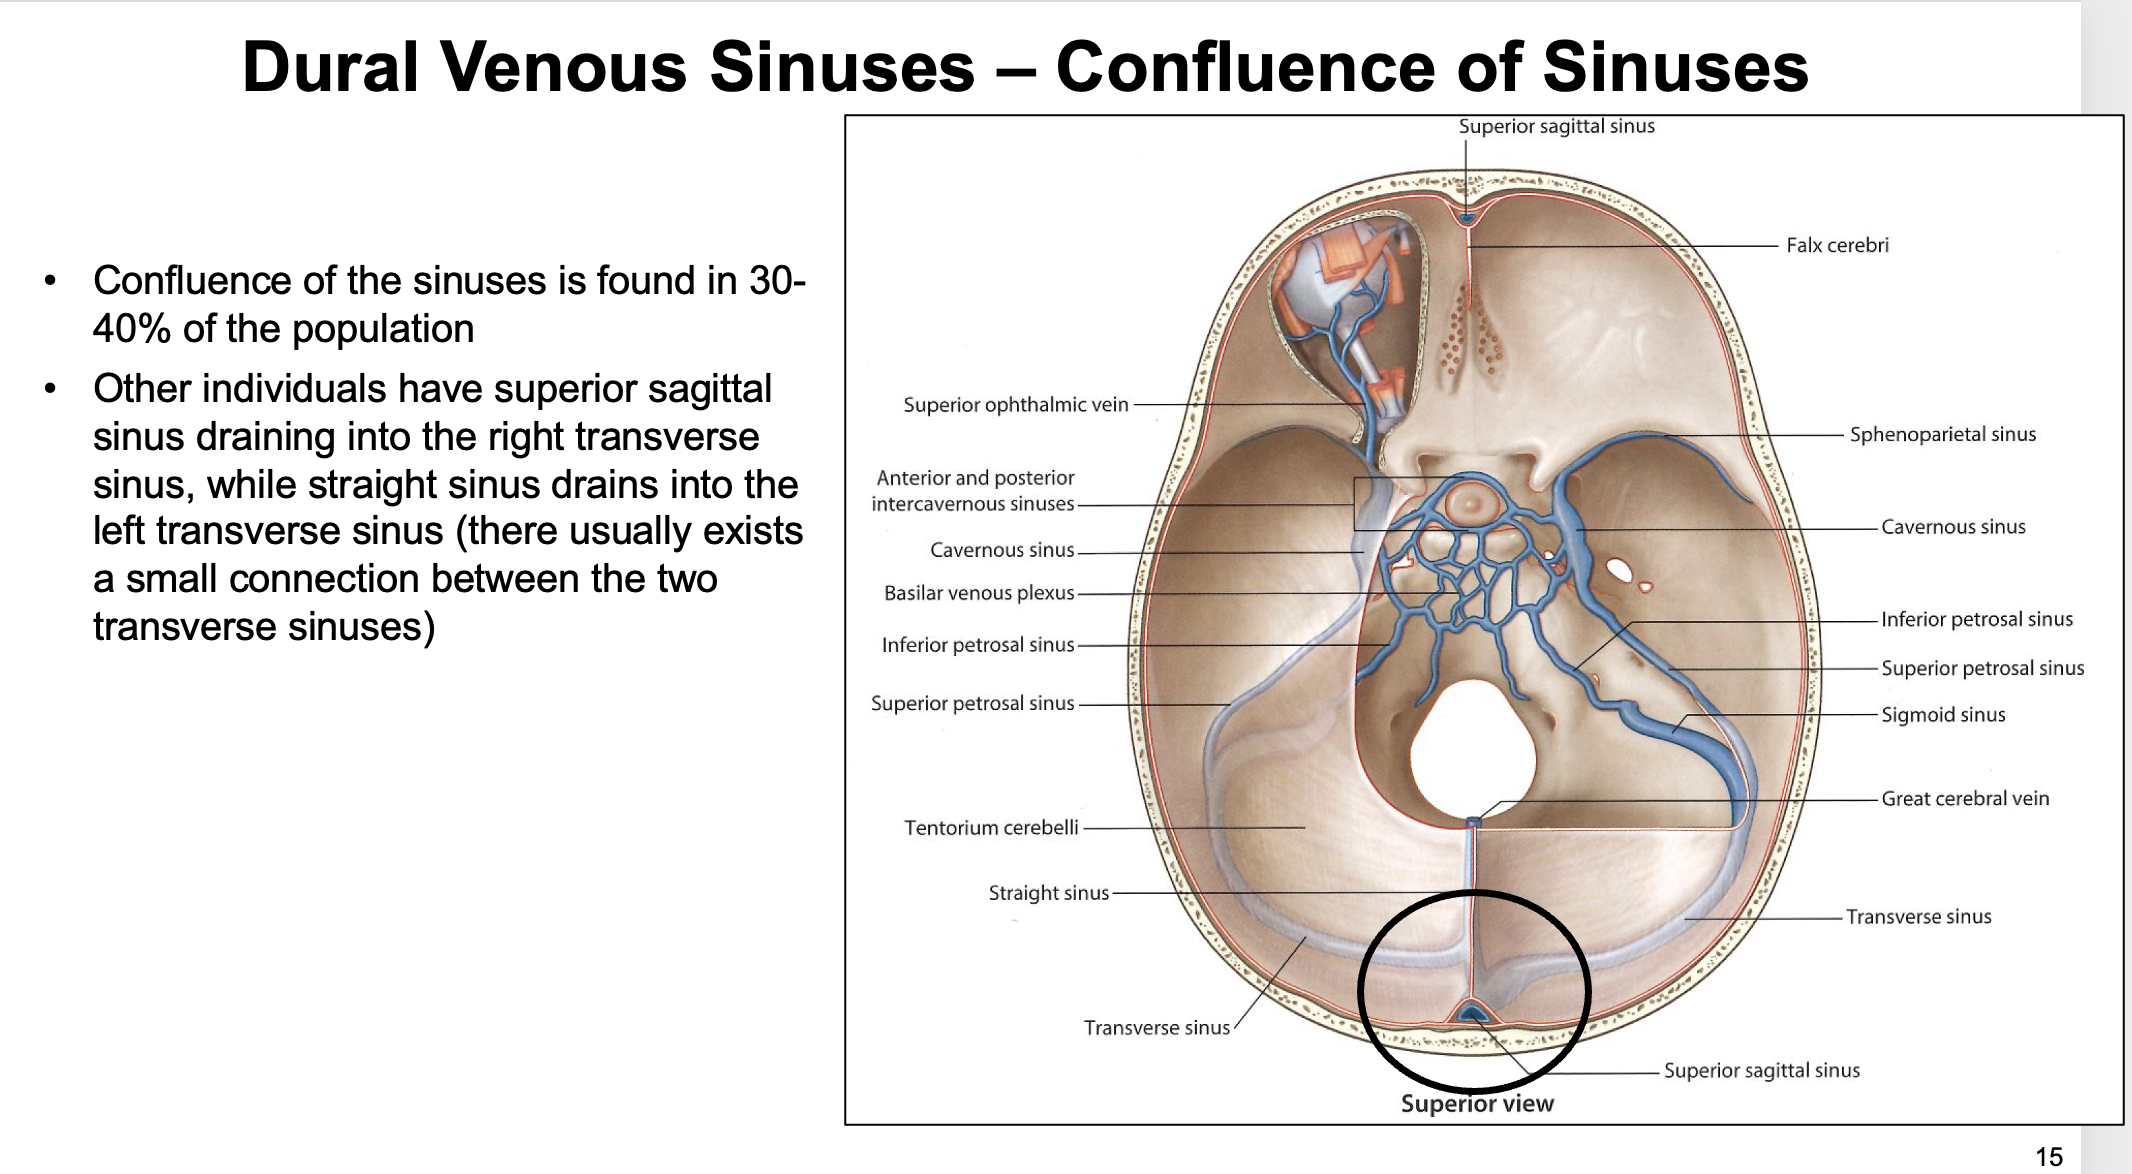 Dural Venous Sinuses – Confluence of Sinuses
• Confluence of the sinuses is found in 30-
40% of the population
• Other individuals have superior sagittal
sinus draining into the right transverse
sinus, while straight sinus drains into the
left transverse sinus (there usually exists
a small connection between the two
transverse sinuses)
Superior sagittal sinus
Falx cerebri
Superior ophthalmic vein
Sphenoparietal sinus
Anterior and posterior
intercavernous sinuses
Cavernous sinus
Cavernous sinus
Basilar venous plexus
Inferior petrosal sinus
Inferior petrosal sinus
Superior petrosal sinus
Superior petrosal sinus
Sigmoid sinus
Great cerebral vein
Tentorium cerebelli
Straight sinus
Transverse sinus
Transverse sinus
Superior sagittal sinus
Superior view
15